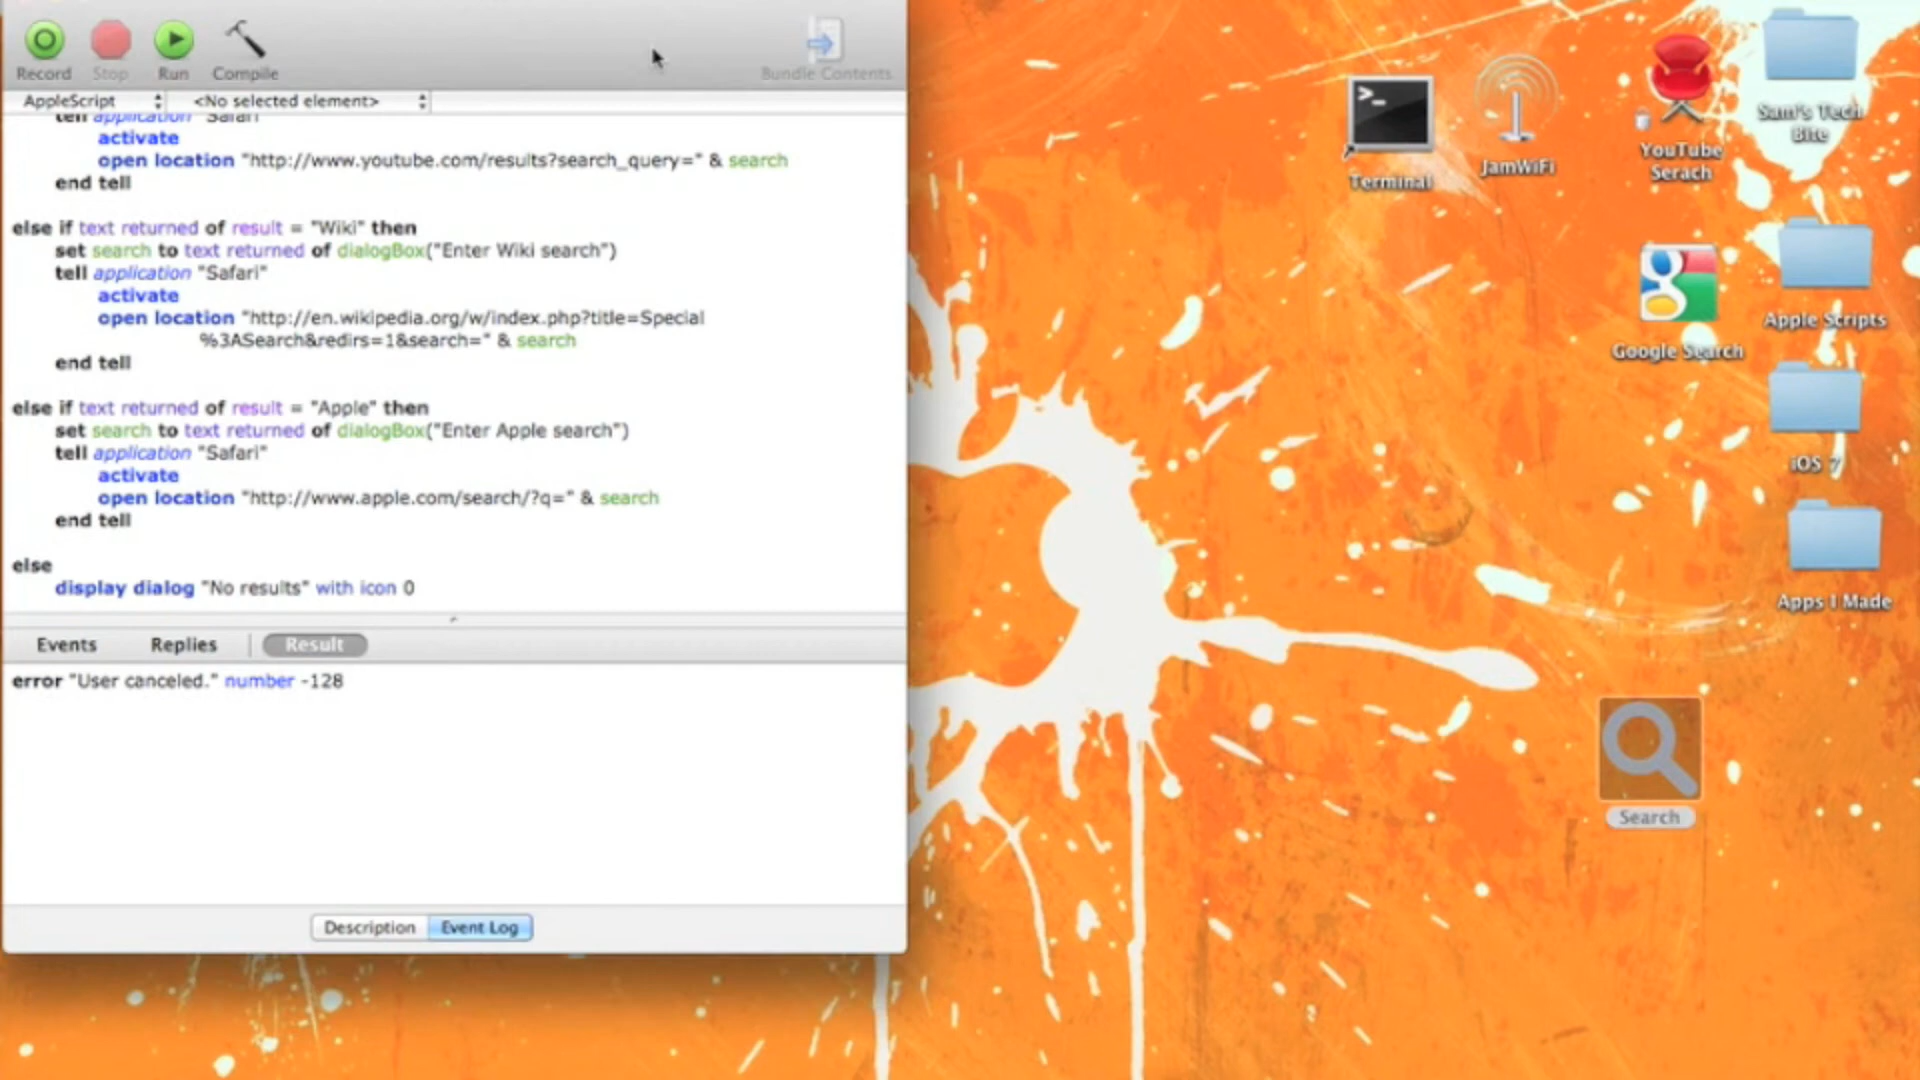 Record Stop Run Compile Bundle Contents
AppleScript <No selected element>
tell application "Safari"
activate
open location "http://www.youtube.com/results?search_query=" & search
end tell
else if text returned of result = "Wiki" then
set search to text returned of dialogBox("Enter Wiki search")
tell application "Safari"
activate
open location "http://en.wikipedia.org/w/index.php?title=Special
%3ASearch&redirs=1&search=" & search
end tell
else if text returned of result = "Apple" then
set search to text returned of dialogBox("Enter Apple search")
tell application "Safari"
activate
open location "http://www.apple.com/search/?q=" & search
end tell
else
display dialog "No results" with icon 0
Events Replies Result
error "User canceled." number -128
Description Event Log
Terminal
JamWiFi
YouTube
Serach
Sam's Tech
Bite
Google Search
Apple Scripts
iOS 7
Apps I Made
Search